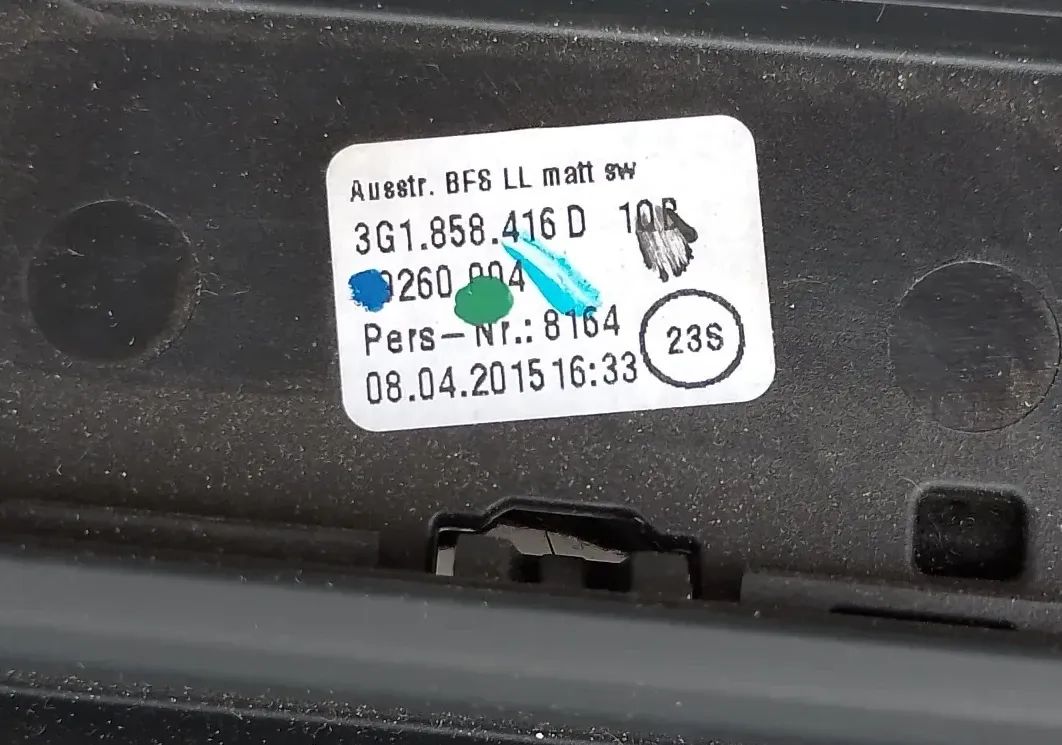 Ausstr. BFS LL matt sw
3G1.858.416 D
Pers-Nr.: 8164
08.04.2015 16:33
23S